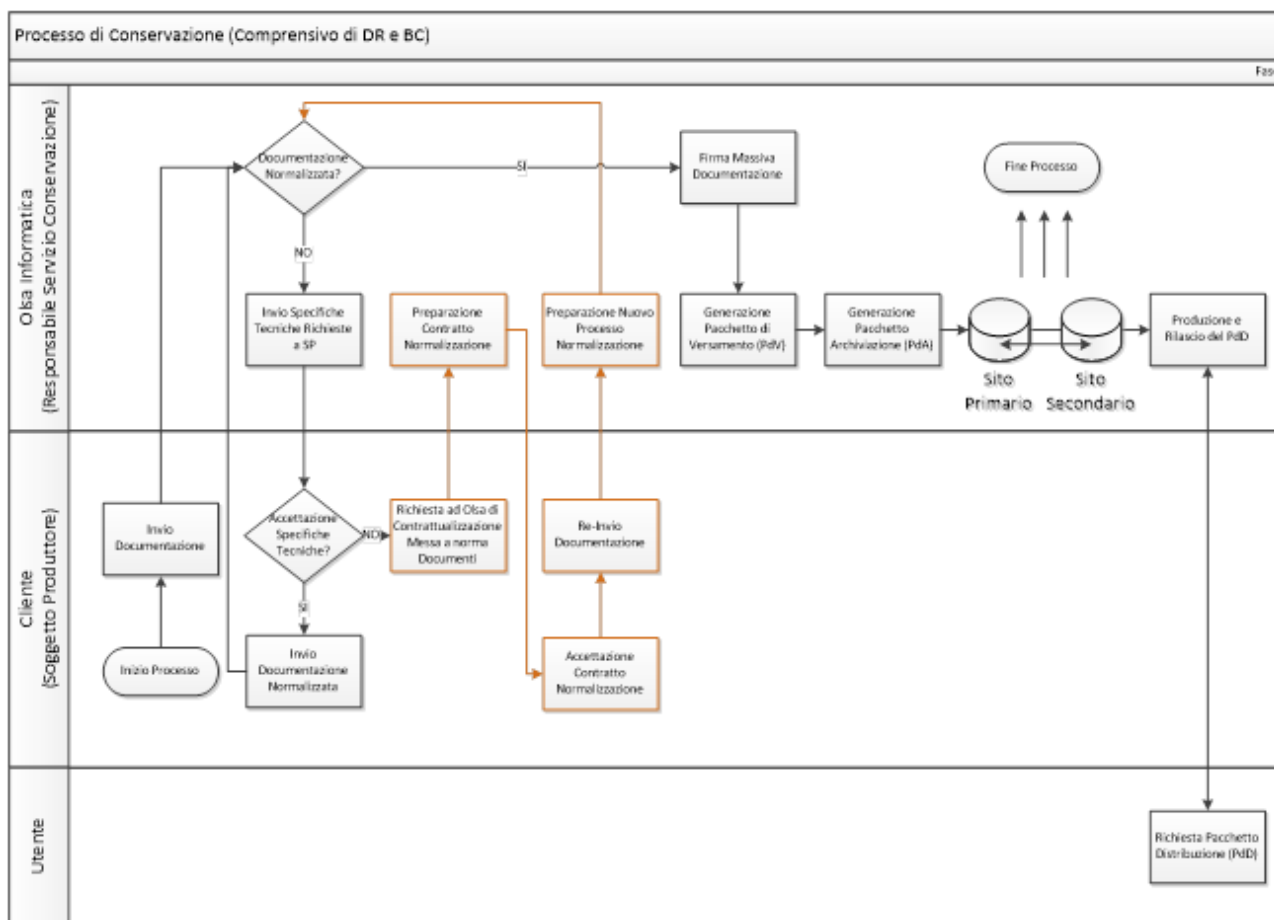 Processo di Conservazione (Comprensivo di DR e BC)
Fas
Olsa Informatica
(Responsabile Servizio Conservazione)
Documentazione
Normalizzata?
SI
NO
Firma Massiva
Documentazione
Fine Processo
Invio Specifiche
Tecniche Richieste
a SP
Preparazione
Contratto
Normalizzazione
Preparazione Nuovo
Processo
Normalizzazione
Generazione
Pacchetto di
Versamento (PdV)
Generazione
Pacchetto
Archiviazione (PdA)
Sito
Primario
Sito
Secondario
Produzione e
Rilascio del PdD
Cliente
(Soggetto Produttore)
Invio
Documentazione
Inizio Processo
Accettazione
Specifiche
Tecniche?
NO
SI
Richiesta ad Olsa di
Contrattualizzazione
Messa a norma
Documenti
Re-Invio
Documentazione
Invio
Documentazione
Normalizzata
Accettazione
Contratto
Normalizzazione
Utente
Richiesta Pacchetto
Distribuzione (PdD)